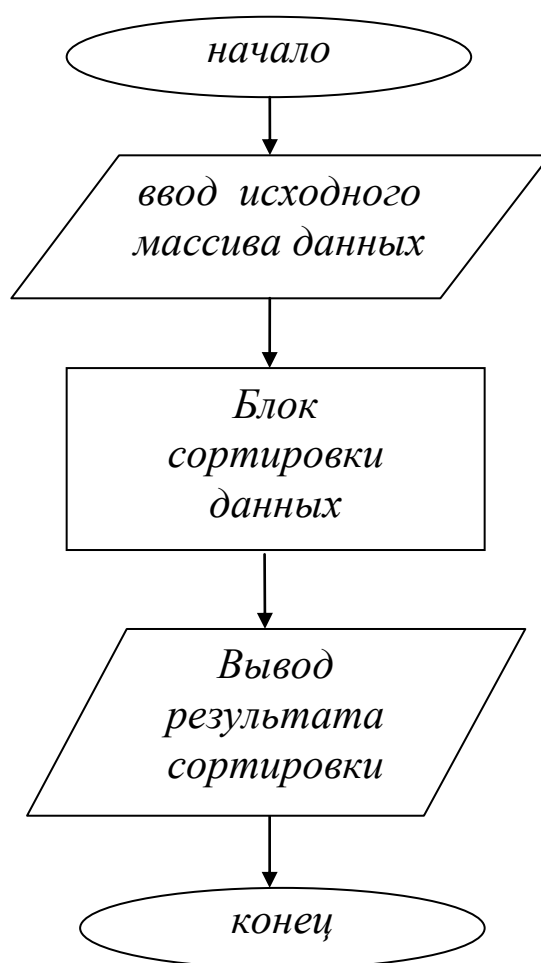 начало
ввод исходного
массива данных
Блок
сортировки
данных
Вывод
результата
сортировки
конец